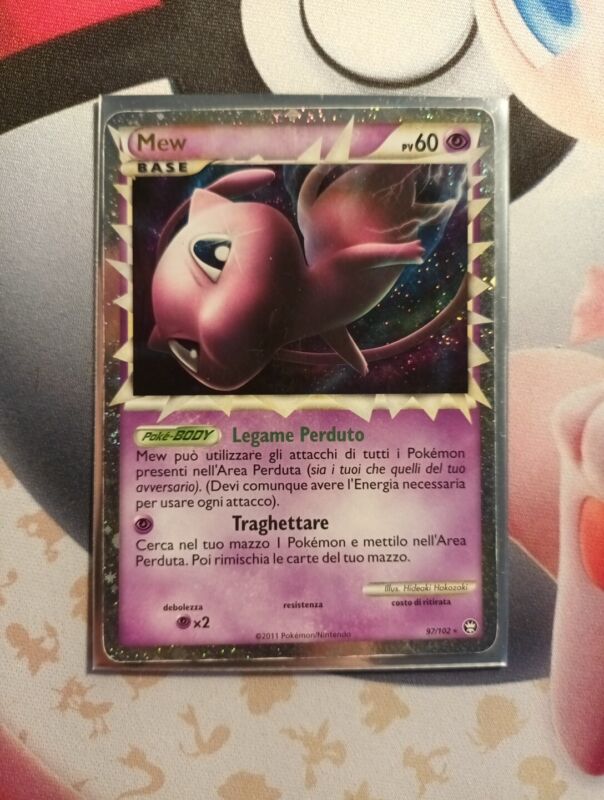 Mew
PV60
BASE
Poké-BODY Legame Perduto
Mew può utilizzare gli attacchi di tutti i Pokémon
presenti nell'Area Perduta (sia i tuoi che quelli del tuo
avversario). (Devi comunque avere l'Energia necessaria
per usare ogni attacco).
Traghettare
Cerca nel tuo mazzo 1 Pokémon e mettilo nell'Area
Perduta. Poi rimischia le carte del tuo mazzo.
Illus. Hideaki Hakozaki
debolezza resistenza costo di ritirata
x2
©2011 Pokémon/Nintendo 97/102 ★